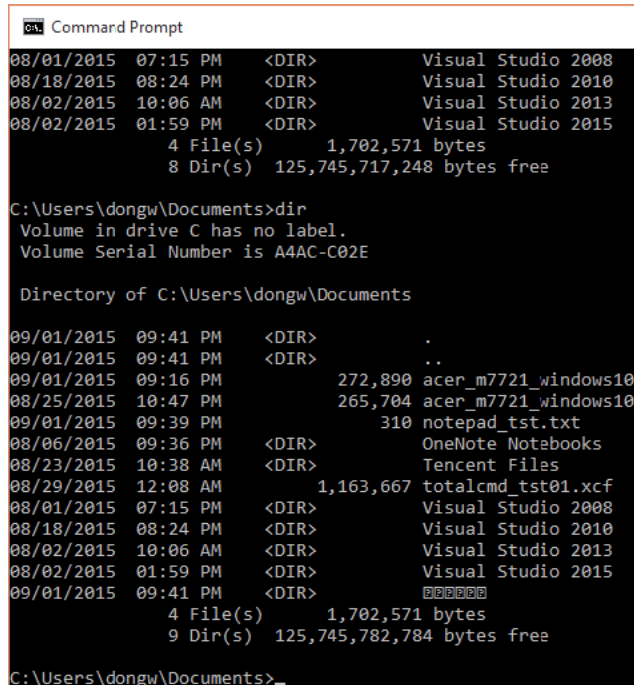 Command Prompt
08/01/2015  07:15 PM    <DIR>          Visual Studio 2008
08/18/2015  08:24 PM    <DIR>          Visual Studio 2010
08/02/2015  10:06 AM    <DIR>          Visual Studio 2013
08/02/2015  01:59 PM    <DIR>          Visual Studio 2015
               4 File(s)      1,702,571 bytes
               8 Dir(s)  125,745,717,248 bytes free
C:\Users\dongw\Documents>dir
 Volume in drive C has no label.
 Volume Serial Number is A4AC-C02E
 Directory of C:\Users\dongw\Documents
09/01/2015  09:41 PM    <DIR>          .
09/01/2015  09:41 PM    <DIR>          ..
09/01/2015  09:16 PM           272,890 acer_m7721_windows10
08/25/2015  10:47 PM           265,704 acer_m7721_windows10
09/01/2015  09:39 PM               310 notepad_tst.txt
08/06/2015  09:36 PM    <DIR>          OneNote Notebooks
08/23/2015  10:38 AM    <DIR>          Tencent Files
08/29/2015  12:08 AM         1,163,667 totalcmd_tst01.xcf
08/01/2015  07:15 PM    <DIR>          Visual Studio 2008
08/18/2015  08:24 PM    <DIR>          Visual Studio 2010
08/02/2015  10:06 AM    <DIR>          Visual Studio 2013
08/02/2015  01:59 PM    <DIR>          Visual Studio 2015
09/01/2015  09:41 PM    <DIR>
               4 File(s)      1,702,571 bytes
               9 Dir(s)  125,745,782,784 bytes free
C:\Users\dongw\Documents>_